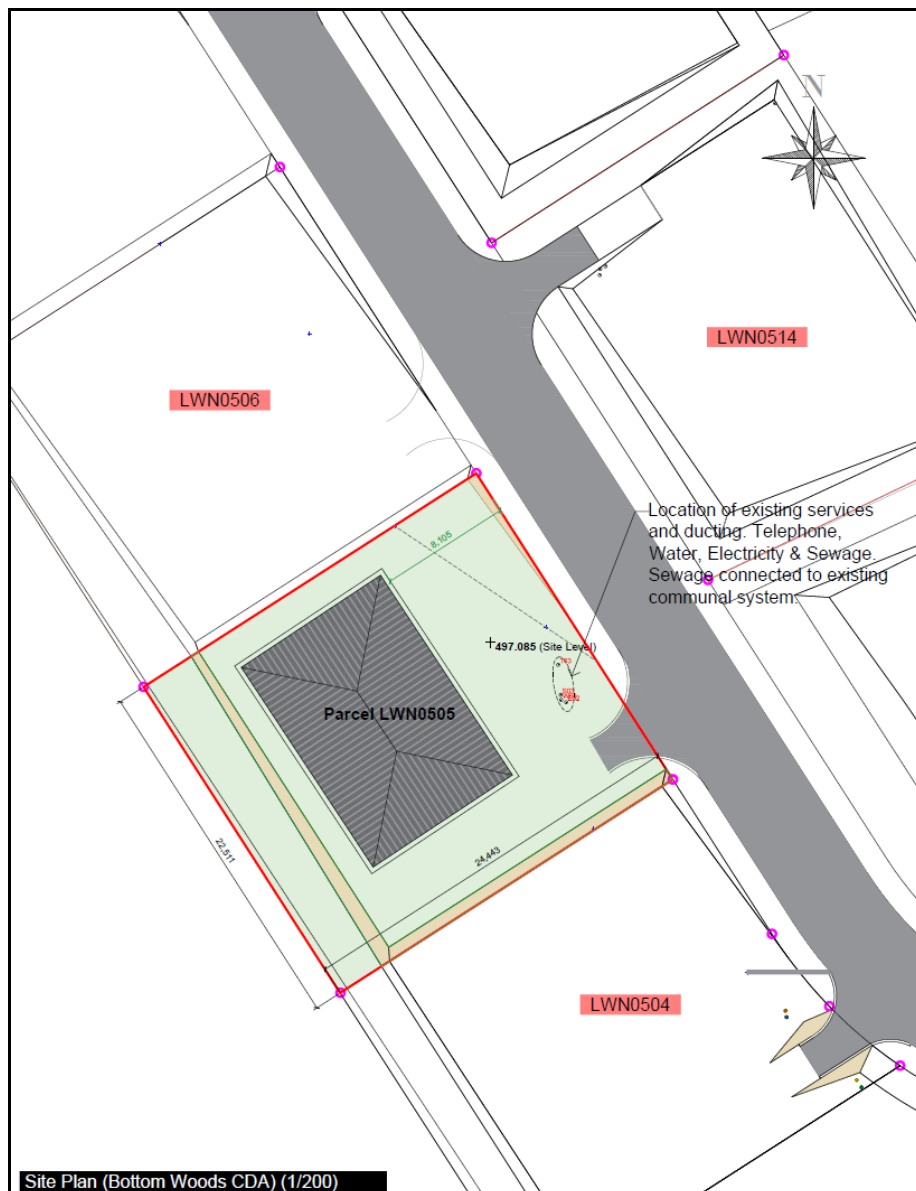 N
LWN0514
LWN0506
Location of existing services
and ducting. Telephone,
Water, Electricity & Sewage.
Sewage connected to existing
communal system.
8,105
497.085 (Site Level)
Parcel LWN0505
22,511
24,443
LWN0504
Site Plan (Bottom Woods CDA) (1/200)